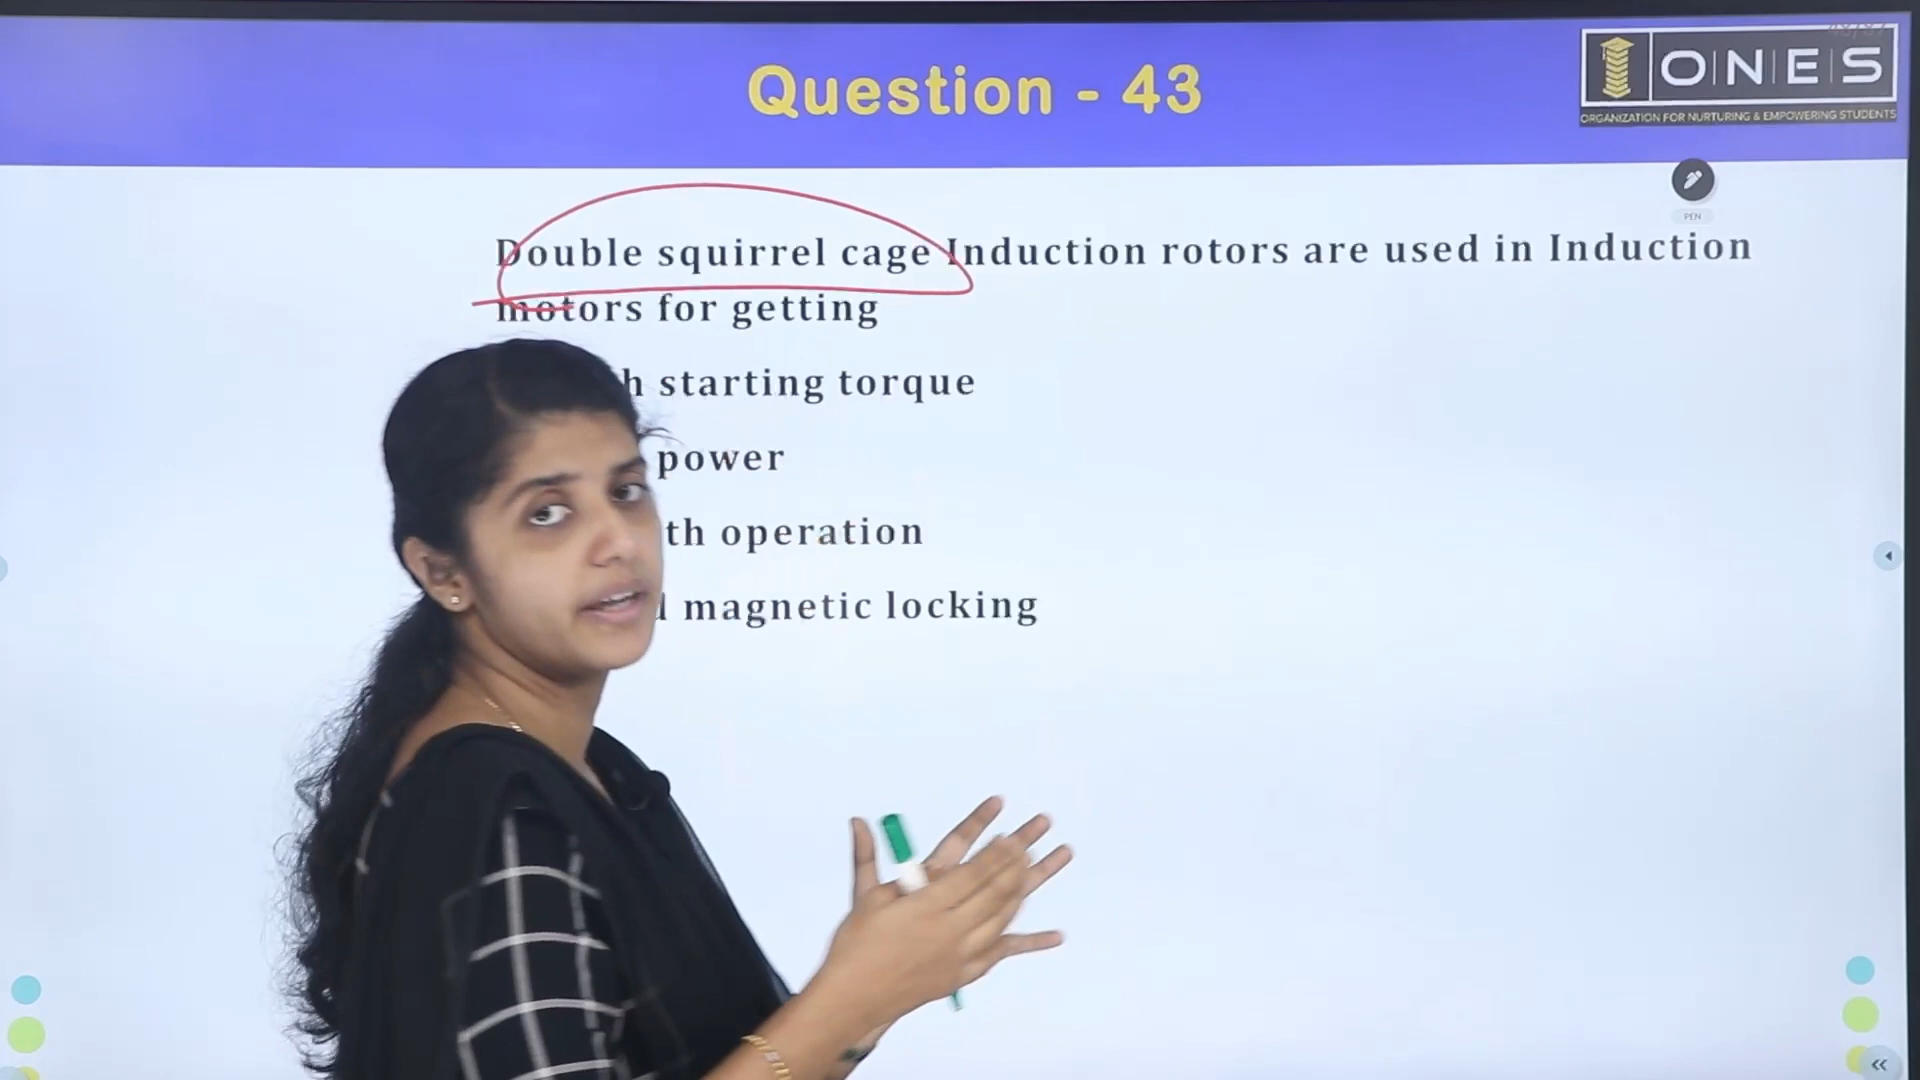 Question - 43
ONES
ORGANIZATION FOR NURTURING & EMPOWERING STUDENTS
PEN
Double squirrel cage Induction rotors are used in Induction
motors for getting
h starting torque
power
th operation
magnetic locking